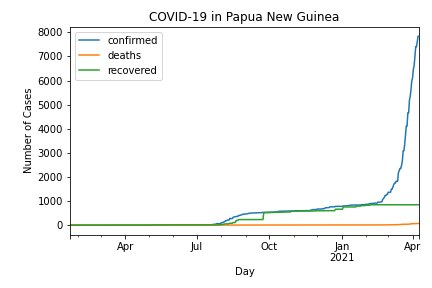 COVID-19 in Papua New Guinea
confirmed
deaths
recovered
8000
7000
6000
5000
4000
3000
2000
1000
0
Number of Cases
Apr
Jul
Oct
Jan
2021
Apr
Day